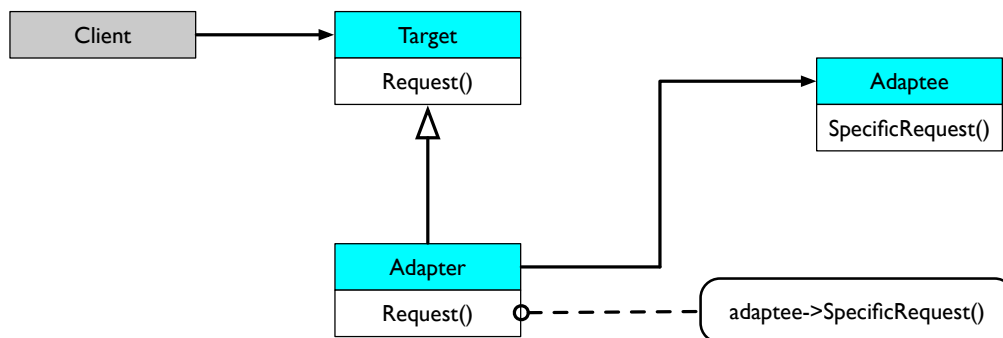 Client
Target
Request()
Adaptee
SpecificRequest()
Adapter
Request()
adaptee->SpecificRequest()